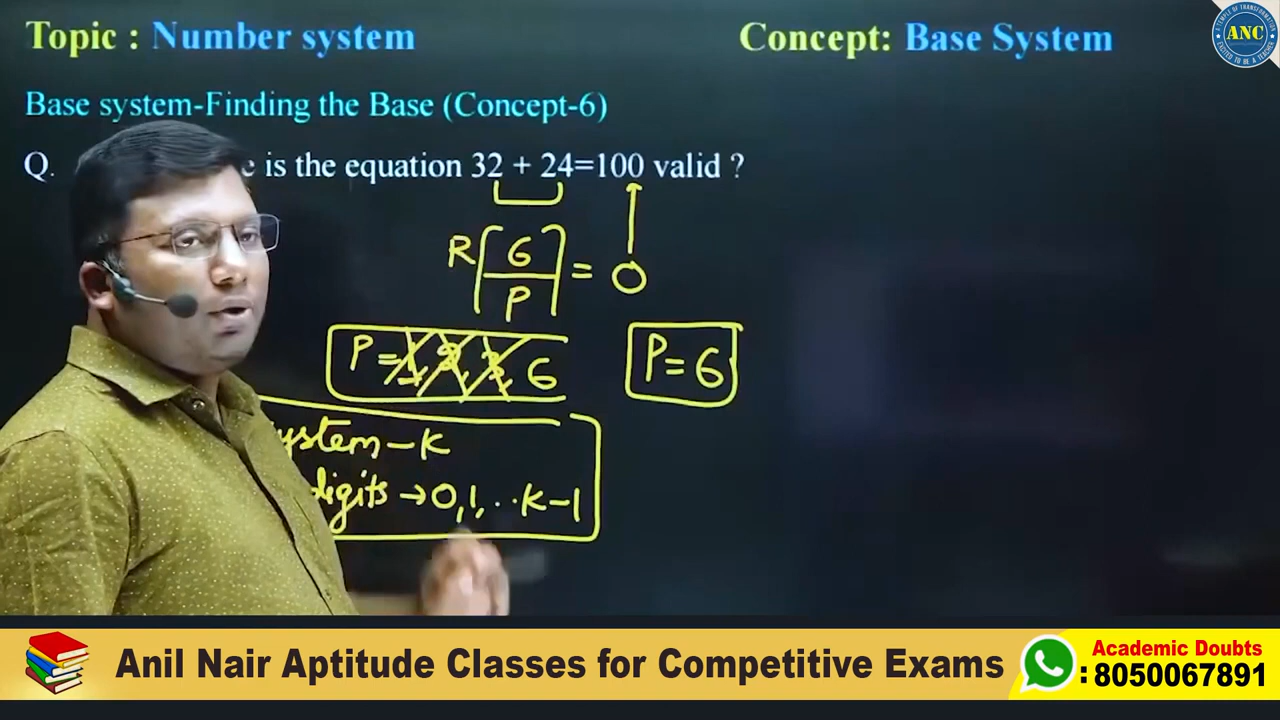 Topic : Number system
Concept: Base System
ANC
Base system-Finding the Base (Concept-6)
Q. is the equation 32 + 24=100 valid ?
R[6/P] = 0
P=1, 2, 3, 6
P=6
system-K
digits → 0,1,..K-1
Anil Nair Aptitude Classes for Competitive Exams
Academic Doubts
: 8050067891